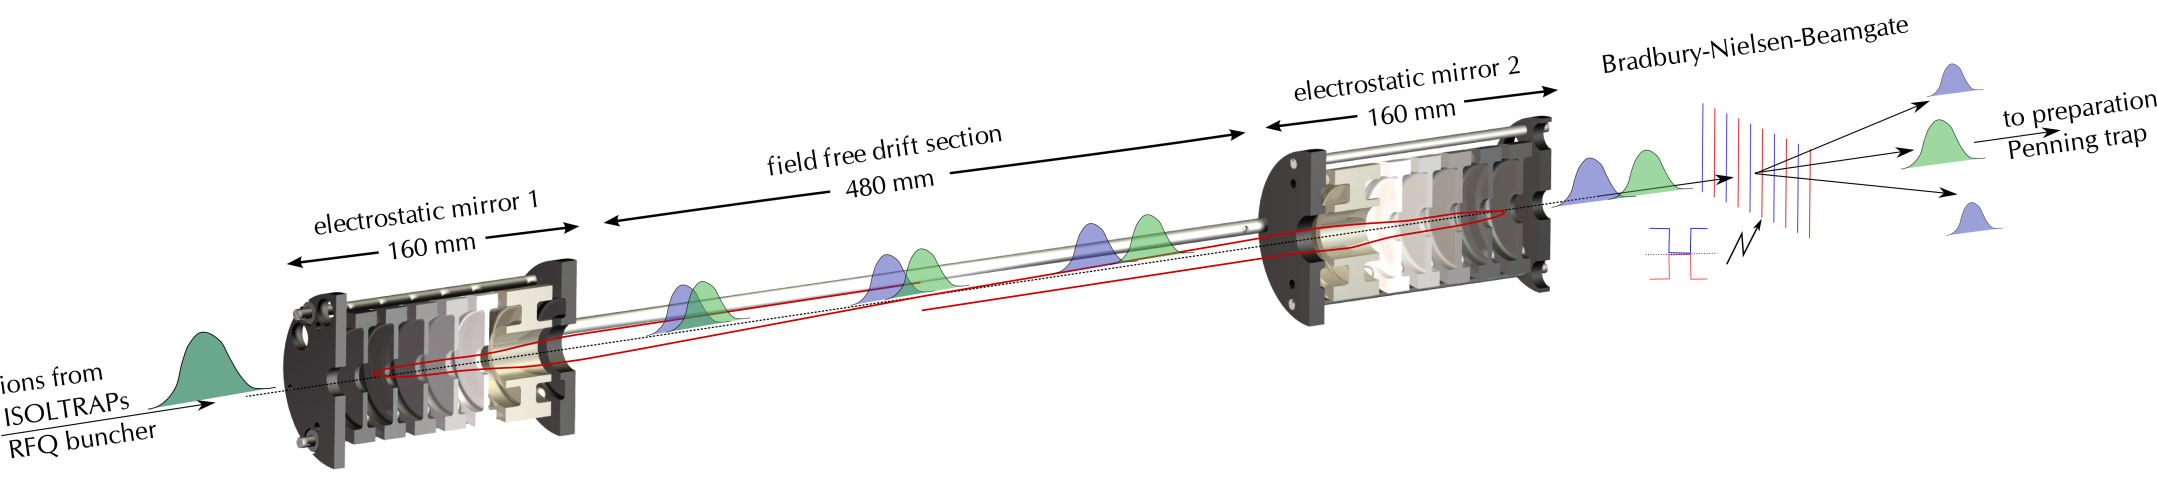 ions from
ISOLTRAPs
RFQ buncher
electrostatic mirror 1
160 mm
field free drift section
480 mm
electrostatic mirror 2
160 mm
Bradbury-Nielsen-Beamgate
to preparation
Penning trap